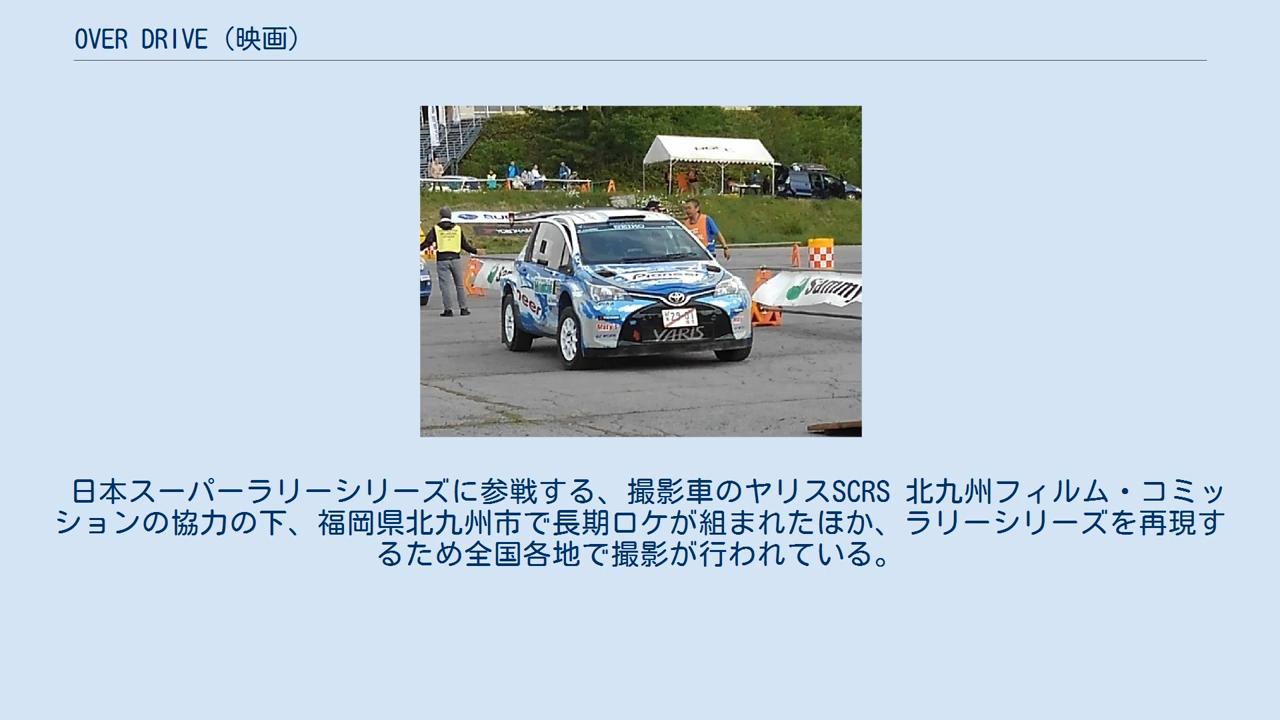 OVER DRIVE（映画）
SEIKO
YOKOHAMA
Pioneer
Sammy
YARIS
日本スーパーラリーシリーズに参戦する、撮影車のヤリスSCRS 北九州フィルム・コミッ
ションの協力の下、福岡県北九州市で長期ロケが組まれたほか、ラリーシリーズを再現す
るため全国各地で撮影が行われている。